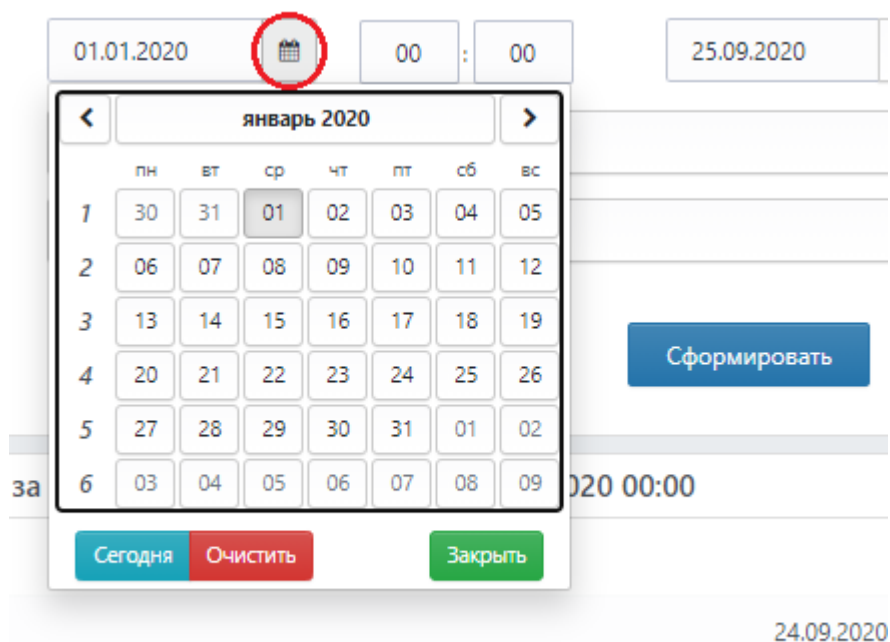 01.01.2020 00 : 00 25.09.2020
январь 2020
пн вт ср чт пт сб вс
1 30 31 01 02 03 04 05
2 06 07 08 09 10 11 12
3 13 14 15 16 17 18 19
Сформировать
4 20 21 22 23 24 25 26
5 27 28 29 30 31 01 02
6 03 04 05 06 07 08 09
за 020 00:00
Сегодня Очистить Закрыть
24.09.2020